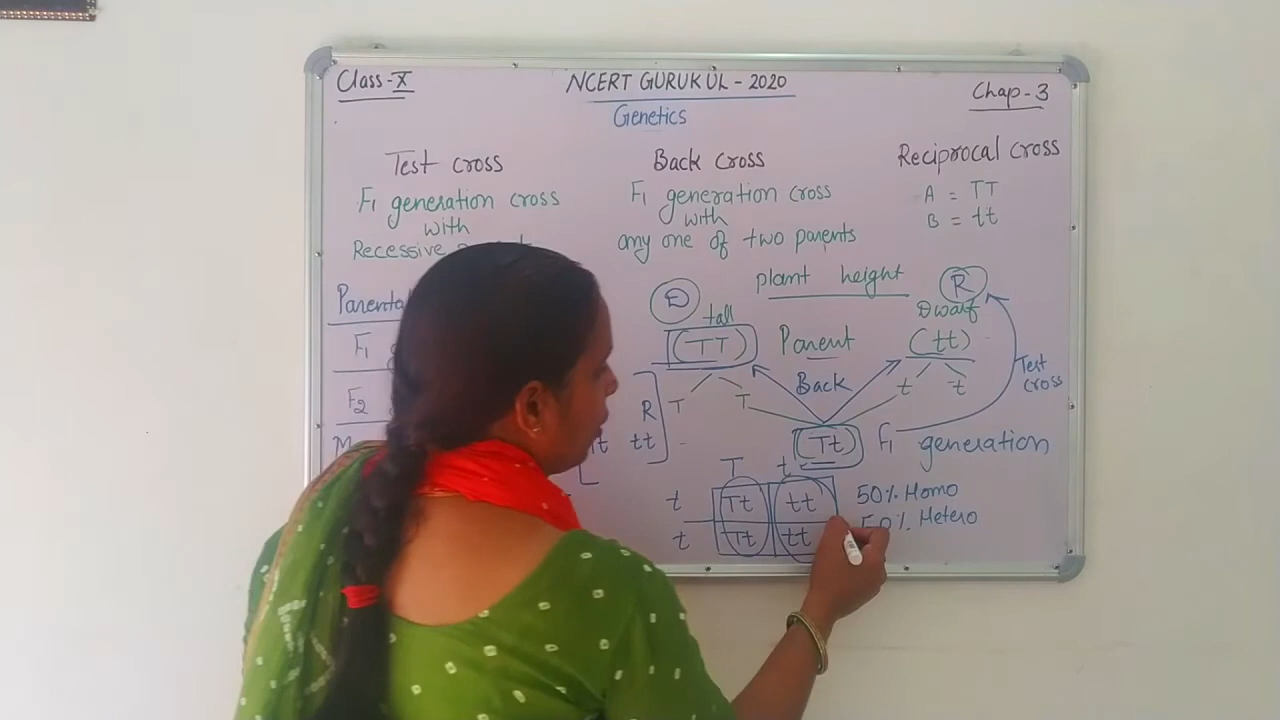 Class-X
NCERT GURUKUL - 2020
Chap-3
Genetics
Test cross
F1 generation cross
with
Recessive
Back cross
F1 generation cross
with
any one of two parents
Reciprocal cross
A = TT
B = tt
plant height
D
tall
(TT)
Parent
R
Dwarf
(tt)
Parental
F1
F2
Back
Test
cross
T
T
t
t
R
tt
(Tt)
F1 generation
T t
t Tt tt
t Tt tt
50% Homo
50% Hetero